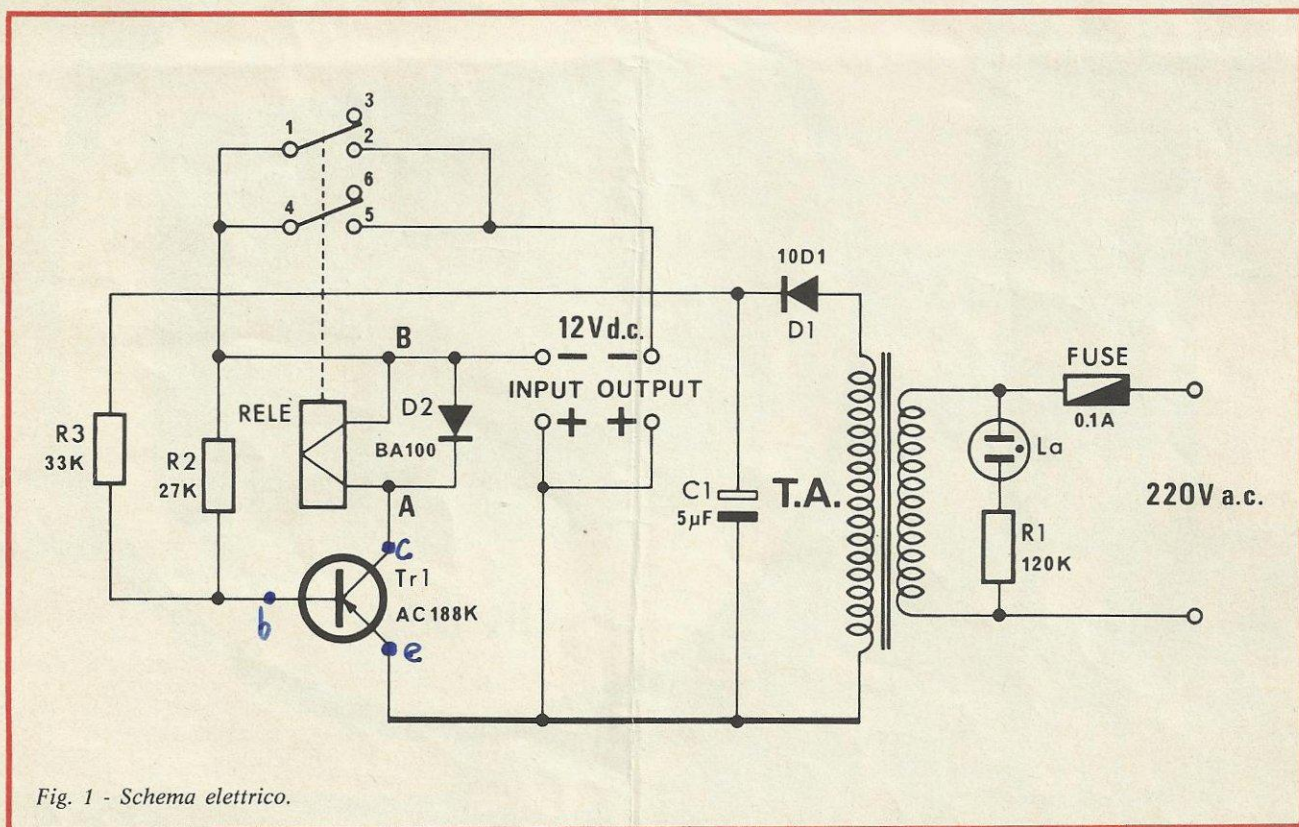 3
1
2
6
4
5
10D1
D1
B
12V d.c.
− −
INPUT OUTPUT
+ +
FUSE
0.1A
RELÈ
D2
BA100
R3
33K
R2
27K
La
C1
5µF
T.A.
220V a.c.
A
R1
120K
c
Tr1
AC188K
b
e
Fig. 1 - Schema elettrico.